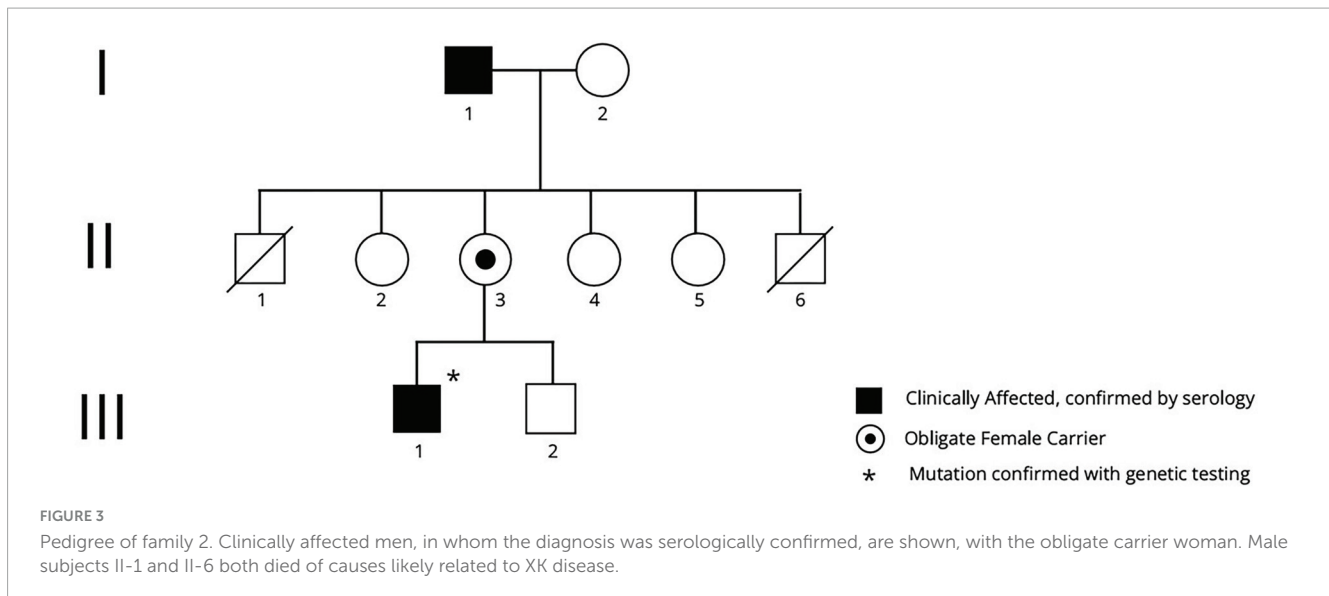 I
1
2
II
1
2
3
4
5
6
III
*
1
2
Clinically Affected, confirmed by serology
Obligate Female Carrier
* Mutation confirmed with genetic testing
FIGURE 3
Pedigree of family 2. Clinically affected men, in whom the diagnosis was serologically confirmed, are shown, with the obligate carrier woman. Male
subjects II-1 and II-6 both died of causes likely related to XK disease.